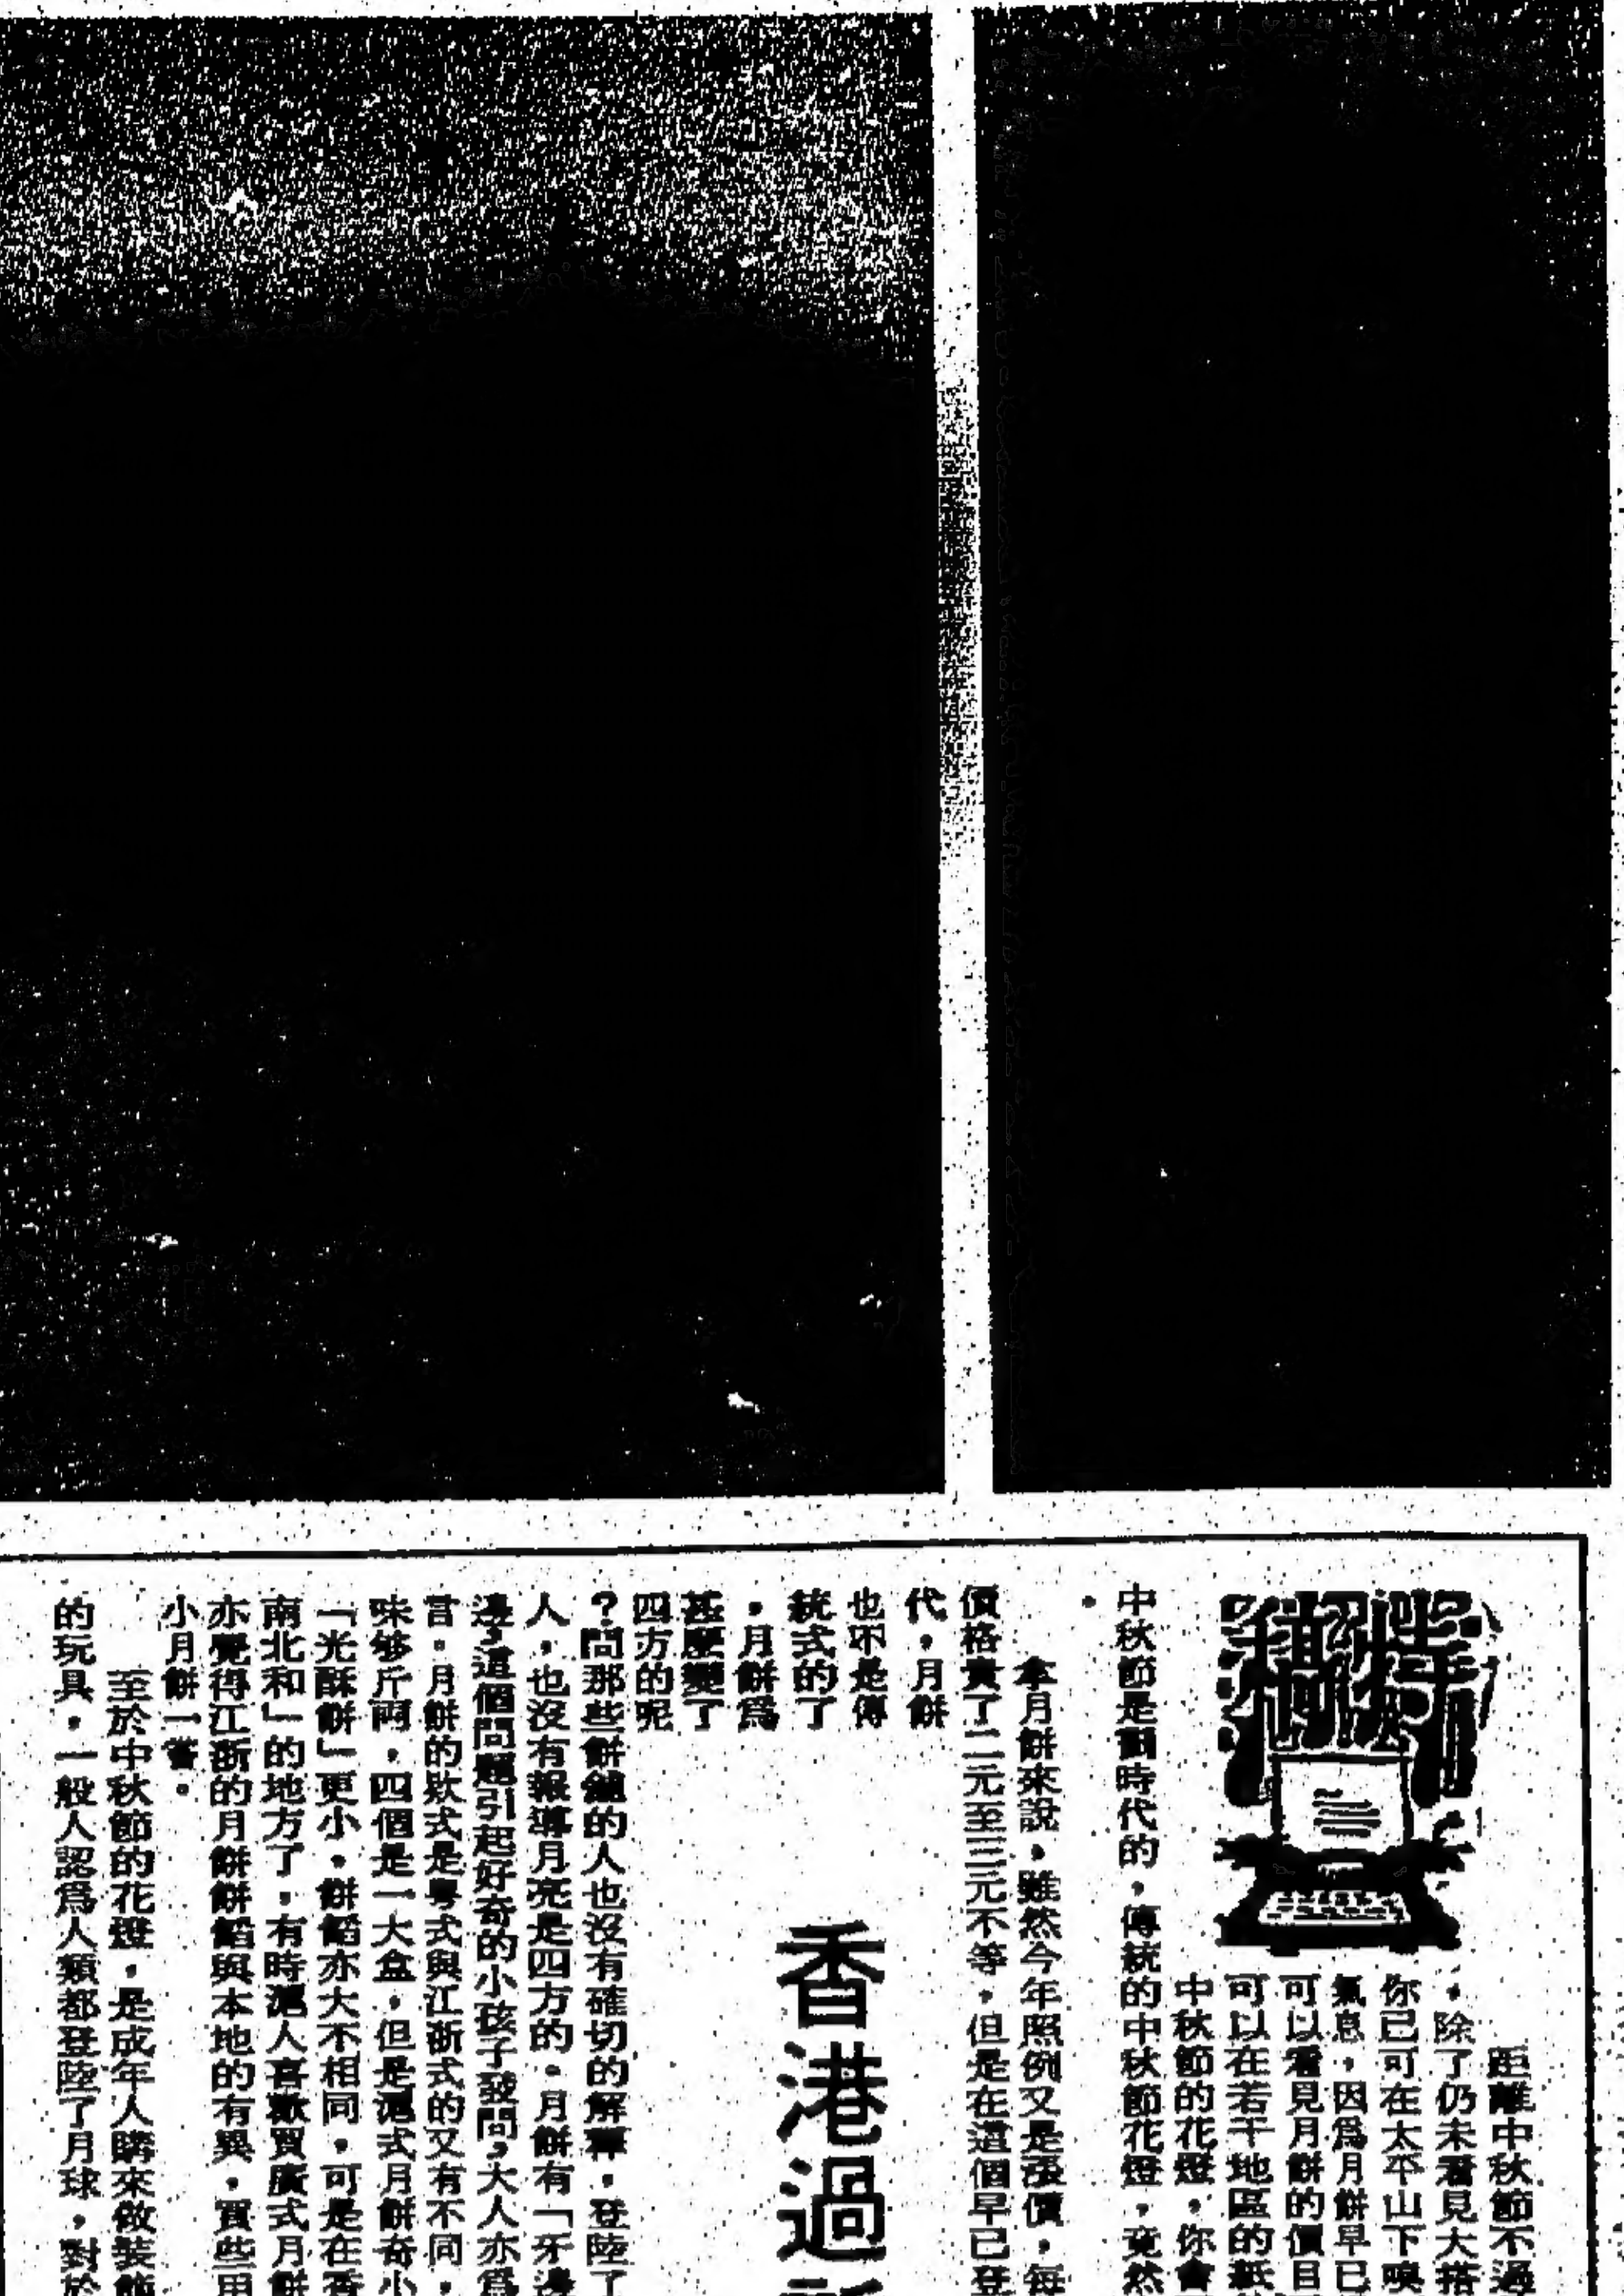 特
距離中秋節不過
，除了仍未看見大搭
你已可在太平山下嗅
氣息，因為月餅早已
可以看見月餅的價目
可以在若干地區的紙
中秋節的花燈，你會
中秋節是劃時代的，傳統的中秋節花燈，竟然
。
拿月餅來說，雖然今年照例又是漲價，每
價格貴了二元至三元不等，但是在這個早已登
代，月餅
也不是傳
統式的了
，月餅為
甚麼變了
四方的呢
香港過
？問那些餅舖的人也沒有確切的解釋，登陸了
人，也沒有報導月亮是四方的。月餅有「牙邊
邊，這個問題引起好奇的小孩子發問，大人亦為
言。月餅的欵式是粵式與江浙式的又有不同，
味够斤両，四個是一大盒，但是滬式月餅奇小
「光酥餅」更小，餅餡亦大不相同，可是在香
南北和」的地方了，有時滬人喜歡買廣式月餅
亦覺得江浙的月餅餅餡與本地的有異，買些用
小月餅一嘗。
至於中秋節的花燈，是成年人購來做裝飾
的玩具，一般人認為人類都登陸了月球，對於